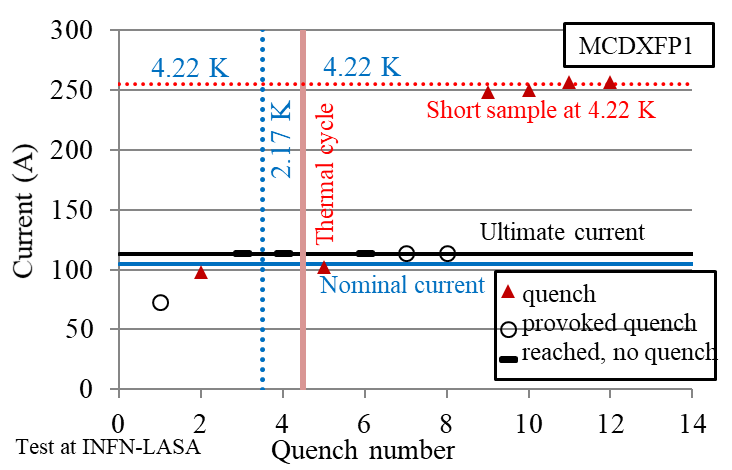 MCDXFP1
300
250
200
150
100
50
0
Current (A)
4.22 K
4.22 K
2.17 K
Thermal cycle
Short sample at 4.22 K
Ultimate current
Nominal current
quench
provoked quench
reached, no quench
0 2 4 6 8 10 12 14
Test at INFN-LASA
Quench number